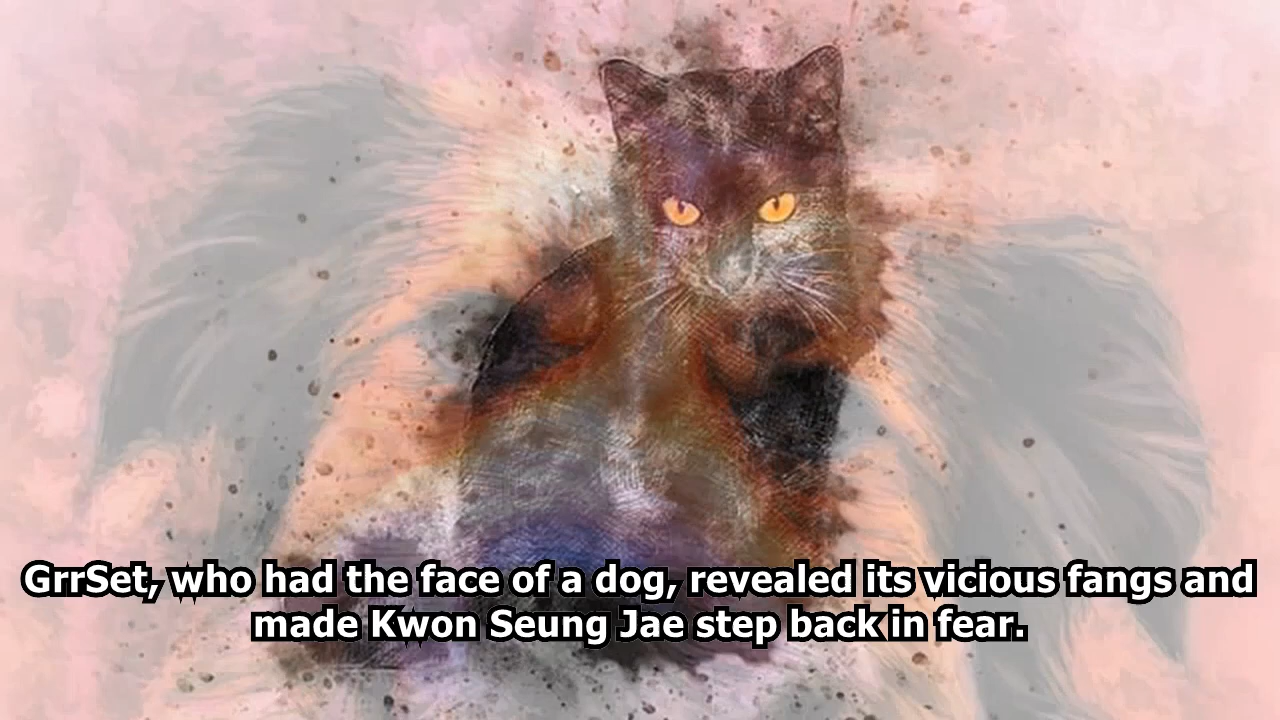 GrrSet, who had the face of a dog, revealed its vicious fangs and
made Kwon Seung Jae step back in fear.